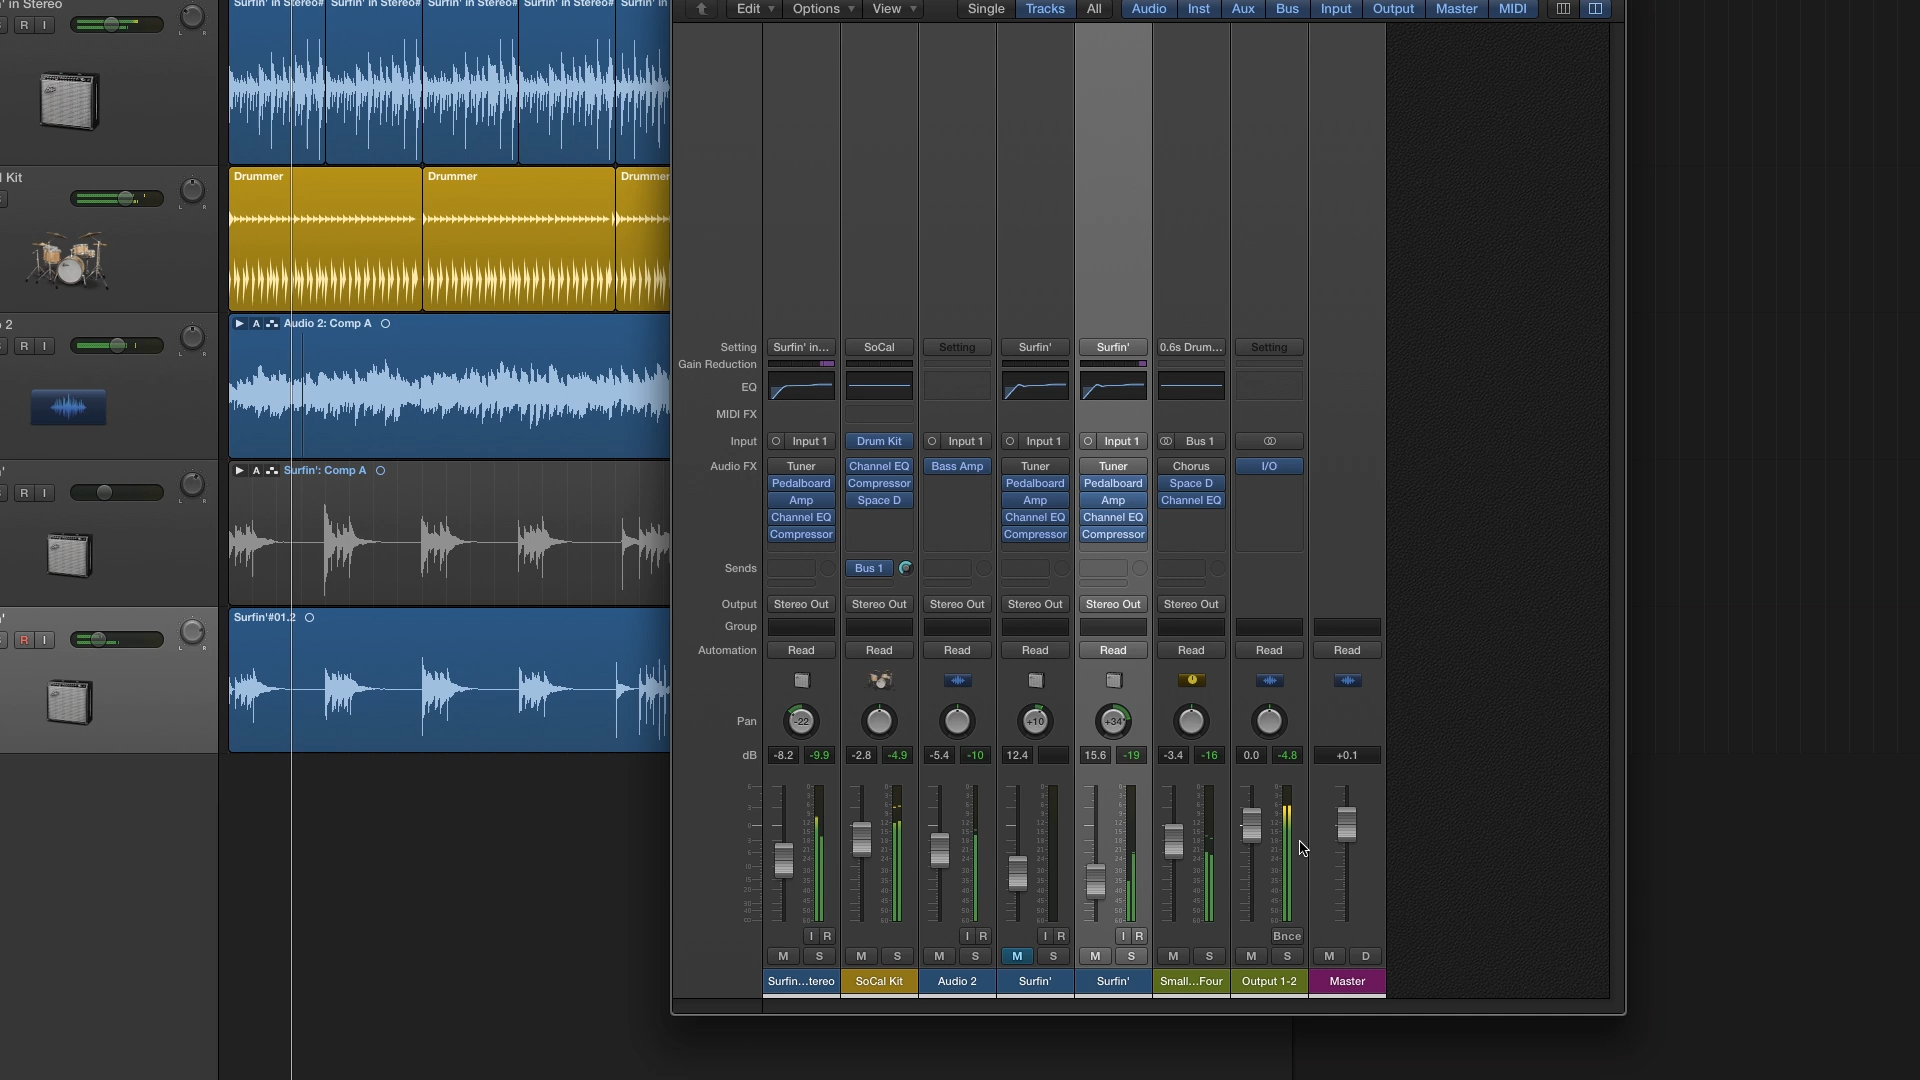 ' in Stereo
R I
L R
l Kit
L R
2
R I
L R
'
R I
L R
'
R I
L R
Surfin' in Stereo# Surfin' in Stereo# Surfin' in Stereo# Surfin' in Stereo# Surfin' in
Drummer Drummer Drummer
A Audio 2: Comp A
A Surfin': Comp A
Surfin'#01.2
Edit Options View Single Tracks All Audio Inst Aux Bus Input Output Master MIDI
Setting Surfin' in... SoCal Setting Surfin' Surfin' 0.6s Drum... Setting
Gain Reduction
EQ
MIDI FX
Input Input 1 Drum Kit Input 1 Input 1 Input 1 Bus 1
Audio FX Tuner Channel EQ Bass Amp Tuner Tuner Chorus I/O
Pedalboard Compressor Pedalboard Pedalboard Space D
Amp Space D Amp Amp Channel EQ
Channel EQ Channel EQ Channel EQ
Compressor Compressor Compressor
Sends Bus 1
Output Stereo Out Stereo Out Stereo Out Stereo Out Stereo Out Stereo Out
Group
Automation Read Read Read Read Read Read Read Read
Pan -22 +10 +34
dB -8.2 -9.9 -2.8 -4.9 -5.4 -10 12.4 15.6 -19 -3.4 -16 0.0 -4.8 +0.1
I R I R I R I R Bnce
M S M S M S M S M S M S M S M D
Surfin...tereo SoCal Kit Audio 2 Surfin' Surfin' Small...Four Output 1-2 Master